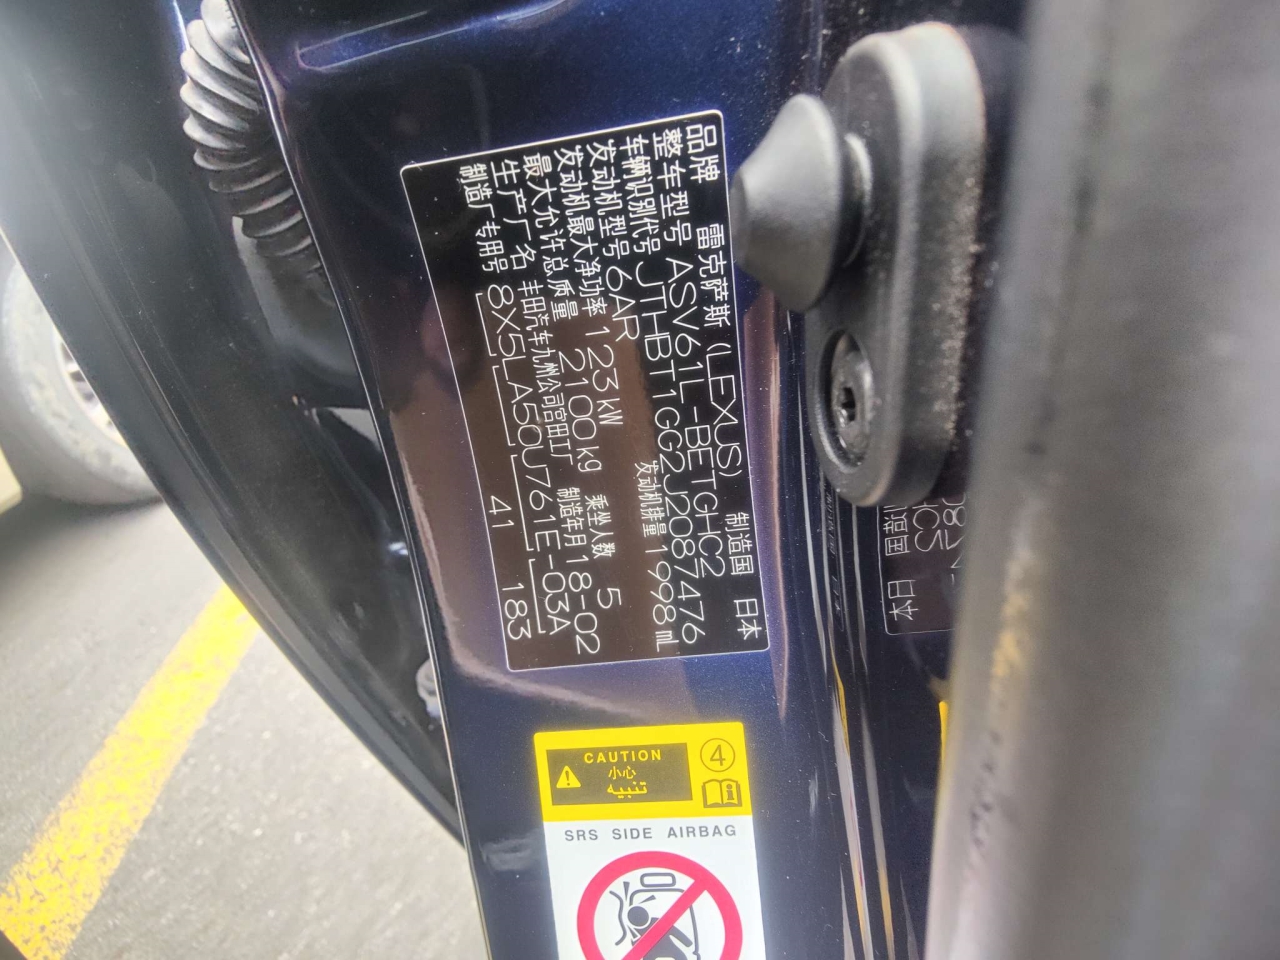 品牌 雷克萨斯 (LEXUS) 制造国 日本
整车型号 ASV61L-BETGHC2
车辆识别代号 JTHBT1GG2J2087476
发动机型号 6AR 发动机排量 1998 ml
发动机最大净功率 123 kW 乘坐人数 5
最大允许总质量 2100 kg 制造年月 18-02
生产厂名 丰田汽车九州公司宫田工厂
制造厂专用号 8X5 LA50U761E-03A
41 183
CAUTION
小心
تنبيه
4
SRS SIDE AIRBAG